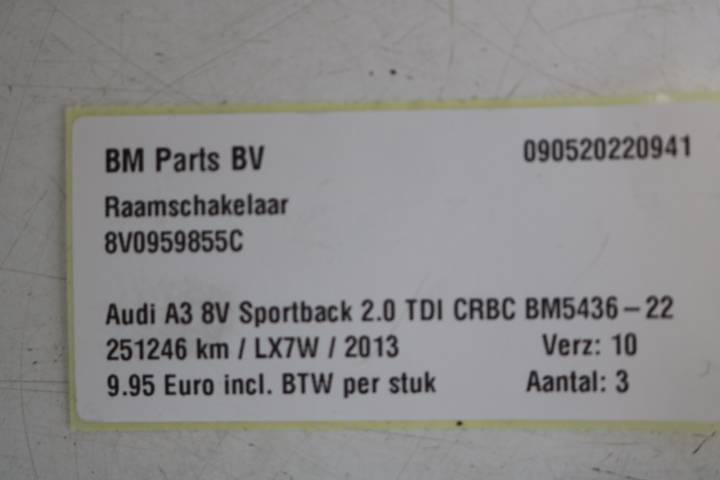 BM Parts BV 090520220941
Raamschakelaar
8V0959855C
Audi A3 8V Sportback 2.0 TDI CRBC BM5436-22
251246 km / LX7W / 2013 Verz: 10
9.95 Euro incl. BTW per stuk Aantal: 3